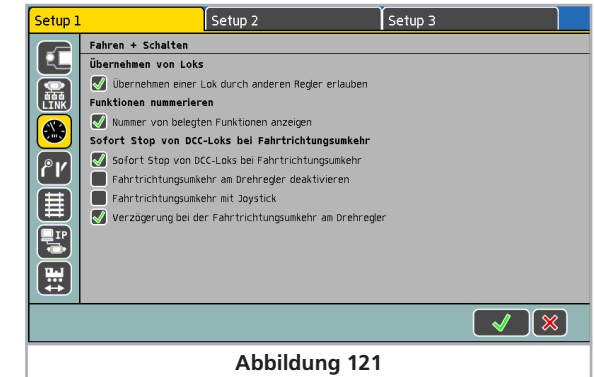 Setup 1
Setup 2
Setup 3
Fahren + Schalten
Übernehmen von Loks
Übernehmen einer Lok durch anderen Regler erlauben
Funktionen nummerieren
Nummer von belegten Funktionen anzeigen
Sofort Stop von DCC-Loks bei Fahrtrichtungsumkehr
Sofort Stop von DCC-Loks bei Fahrtrichtungsumkehr
Fahrtrichtungsumkehr am Drehregler deaktivieren
Fahrtrichtungsumkehr mit Joystick
Verzögerung bei der Fahrtrichtungsumkehr am Drehregler
LINK
IP
Abbildung 121